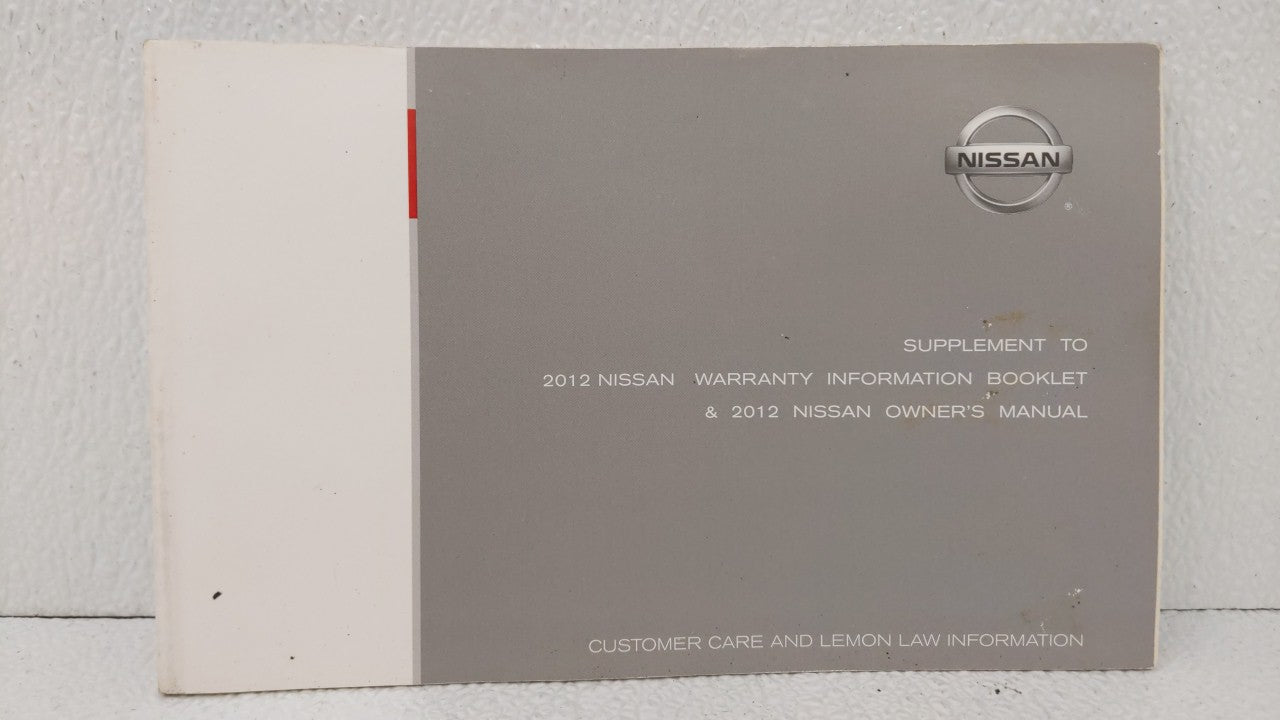 NISSAN
®
SUPPLEMENT TO
2012 NISSAN WARRANTY INFORMATION BOOKLET
& 2012 NISSAN OWNER'S MANUAL
CUSTOMER CARE AND LEMON LAW INFORMATION